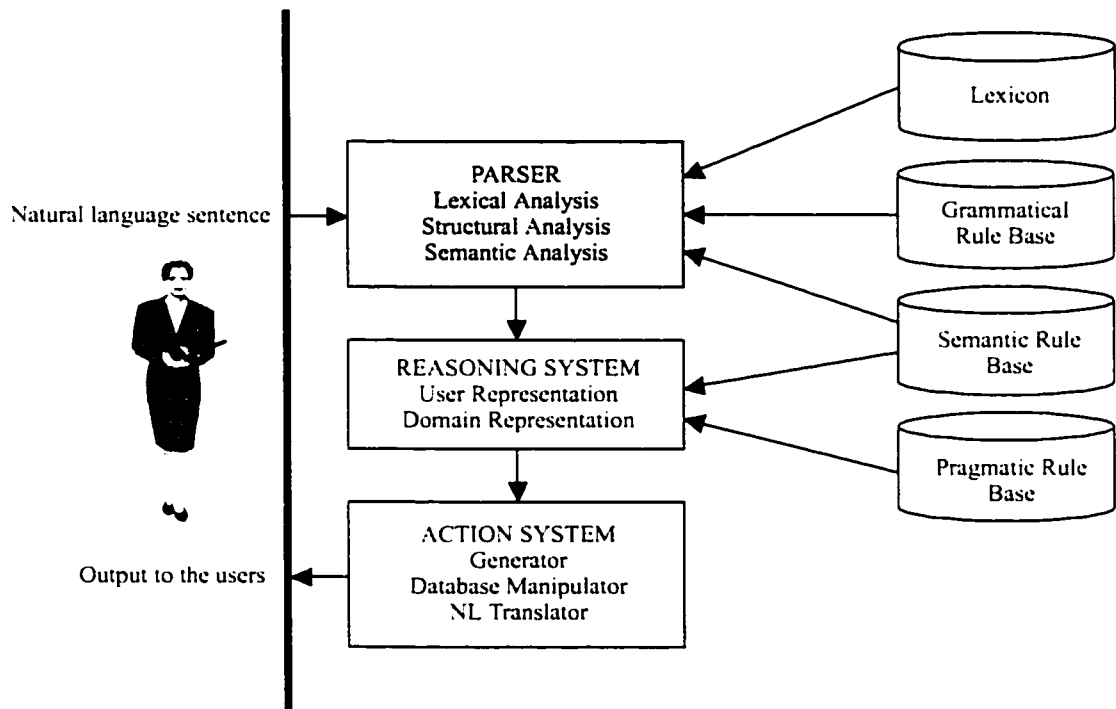 Natural language sentence
Output to the users
PARSER
Lexical Analysis
Structural Analysis
Semantic Analysis
REASONING SYSTEM
User Representation
Domain Representation
ACTION SYSTEM
Generator
Database Manipulator
NL Translator
Lexicon
Grammatical
Rule Base
Semantic Rule
Base
Pragmatic Rule
Base